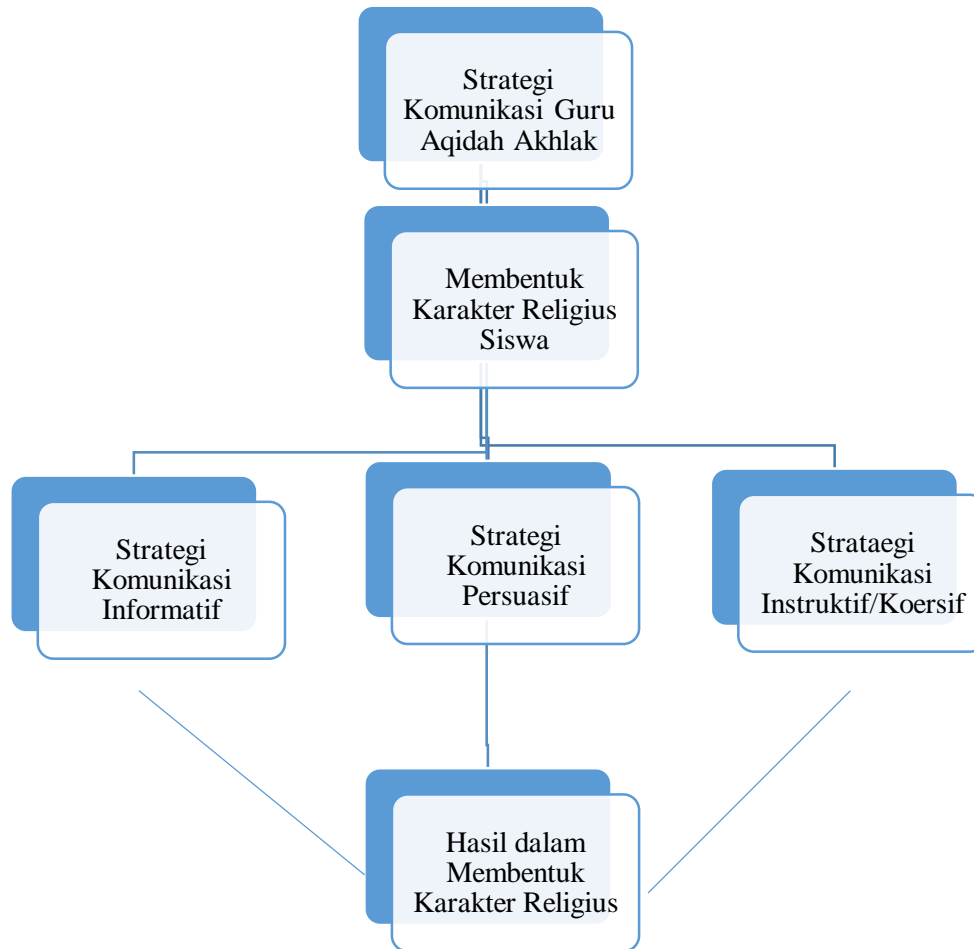 Strategi
Komunikasi Guru
Aqidah Akhlak
Membentuk
Karakter Religius
Siswa
Strategi
Komunikasi
Informatif
Strategi
Komunikasi
Persuasif
Strataegi
Komunikasi
Instruktif/Koersif
Hasil dalam
Membentuk
Karakter Religius